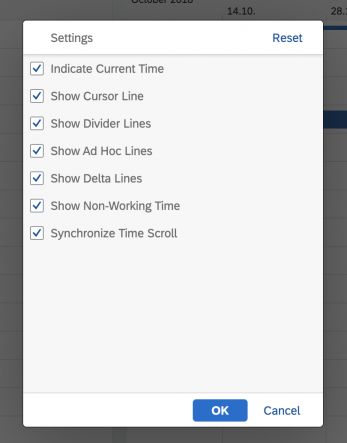 October 2018
14.10.
28.1
Settings
Reset
Indicate Current Time
Show Cursor Line
Show Divider Lines
Show Ad Hoc Lines
Show Delta Lines
Show Non-Working Time
Synchronize Time Scroll
OK
Cancel